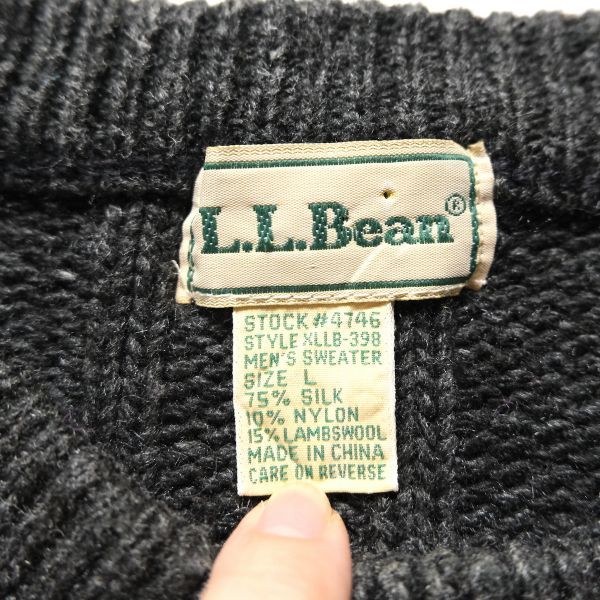 L.L.Bean®
STOCK #4746
STYLE XLLB-398
MEN'S SWEATER
SIZE L
75% SILK
10% NYLON
15% LAMBSWOOL
MADE IN CHINA
CARE ON REVERSE